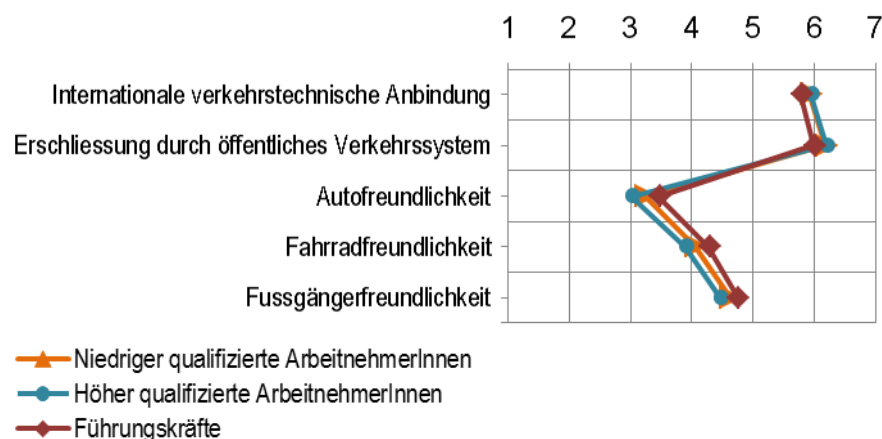 1 2 3 4 5 6 7
Internationale verkehrstechnische Anbindung
Erschliessung durch öffentliches Verkehrssystem
Autofreundlichkeit
Fahrradfreundlichkeit
Fussgängerfreundlichkeit
Niedriger qualifizierte ArbeitnehmerInnen
Höher qualifizierte ArbeitnehmerInnen
Führungskräfte